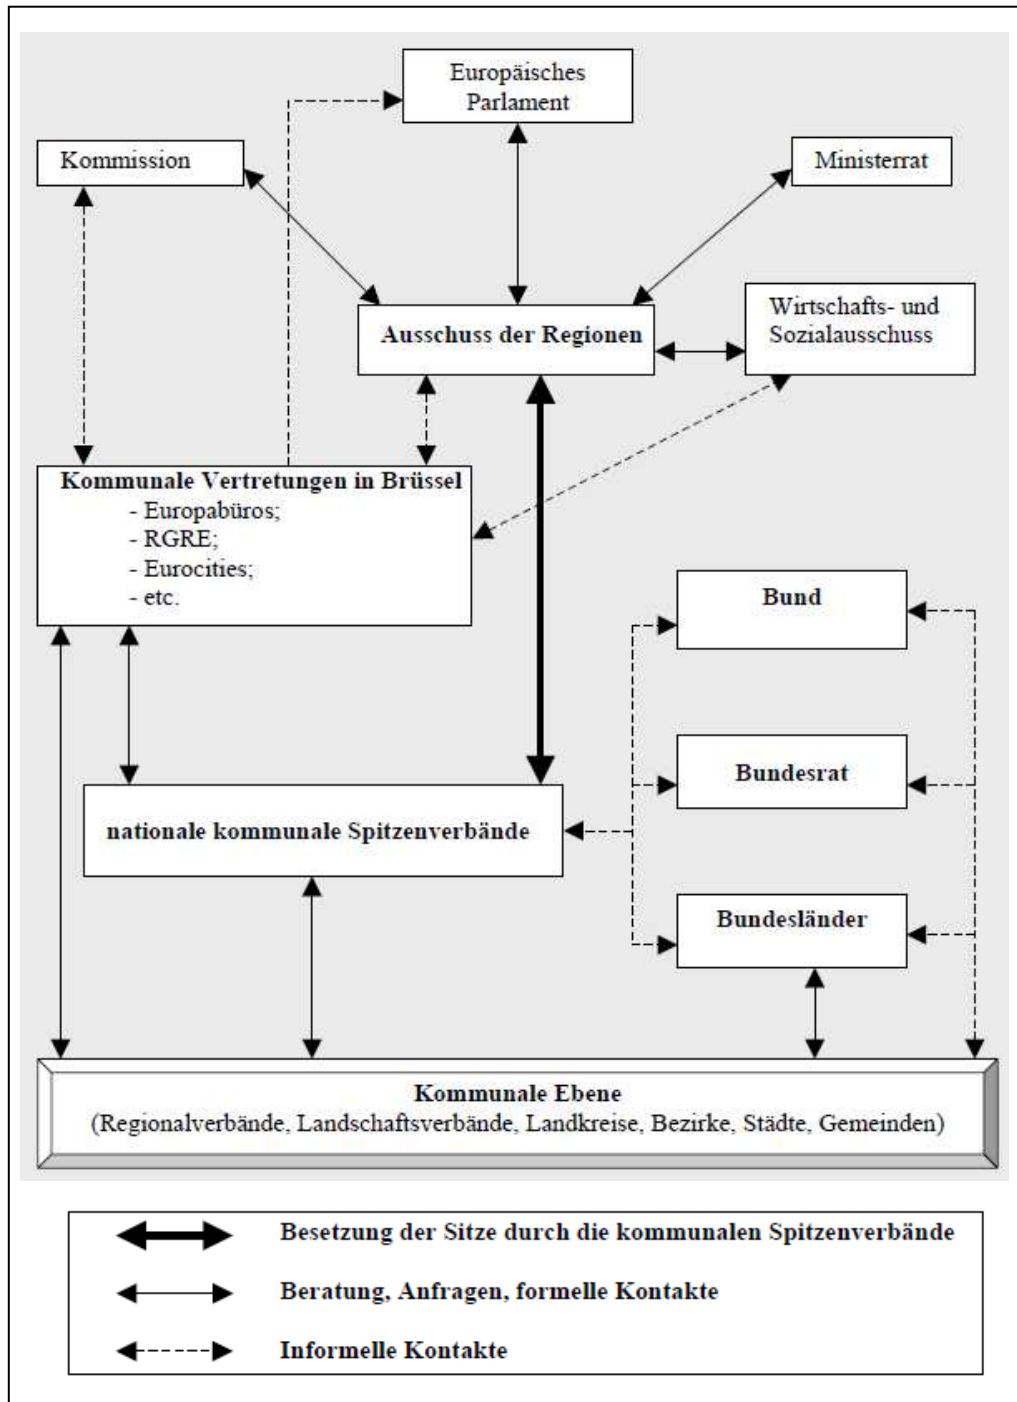 Europäisches
Parlament
Kommission
Ministerrat
Ausschuss der Regionen
Wirtschafts- und
Sozialausschuss
Kommunale Vertretungen in Brüssel
- Europabüros;
- RGRE;
- Eurocities;
- etc.
Bund
Bundesrat
nationale kommunale Spitzenverbände
Bundesländer
Kommunale Ebene
(Regionalverbände, Landschaftsverbände, Landkreise, Bezirke, Städte, Gemeinden)
Besetzung der Sitze durch die kommunalen Spitzenverbände
Beratung, Anfragen, formelle Kontakte
Informelle Kontakte